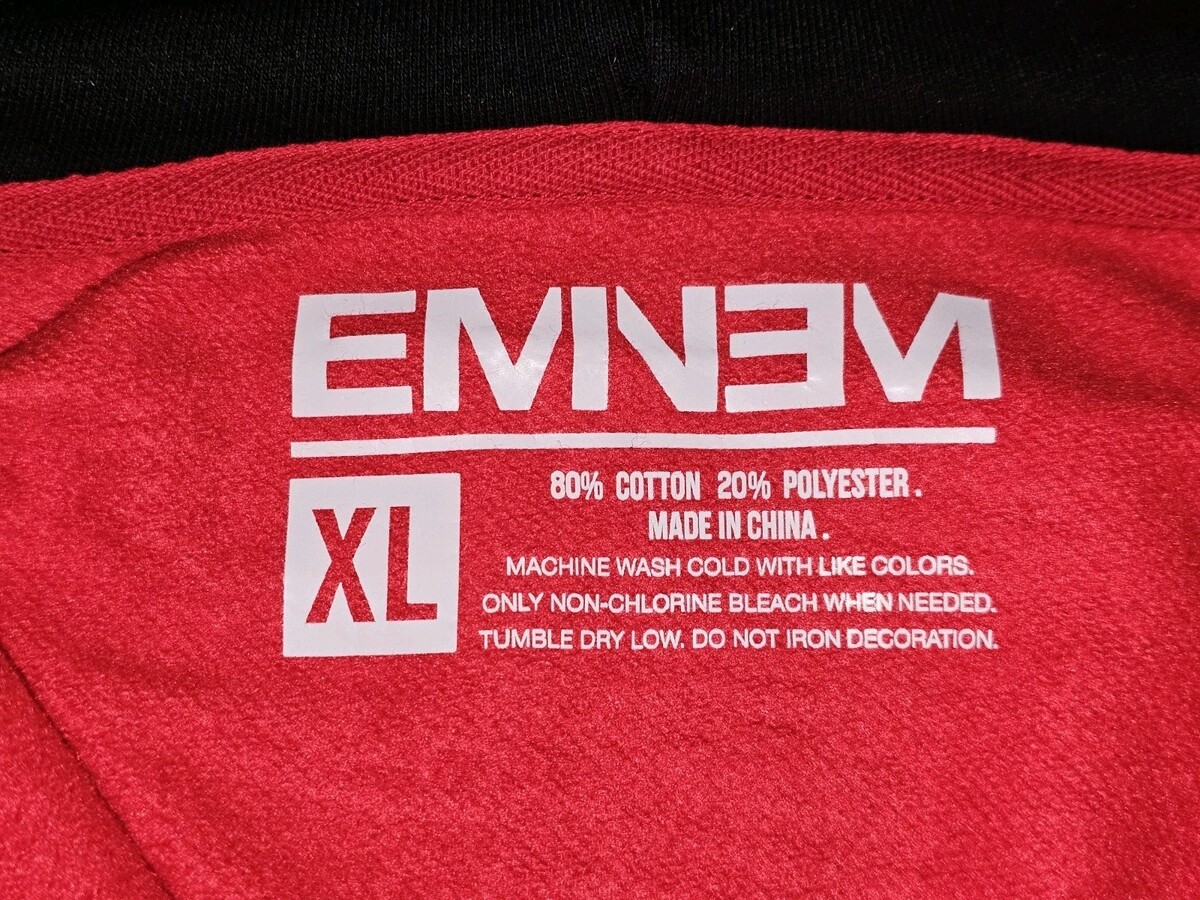 EMINEM
XL
80% COTTON 20% POLYESTER.
MADE IN CHINA.
MACHINE WASH COLD WITH LIKE COLORS.
ONLY NON-CHLORINE BLEACH WHEN NEEDED.
TUMBLE DRY LOW. DO NOT IRON DECORATION.